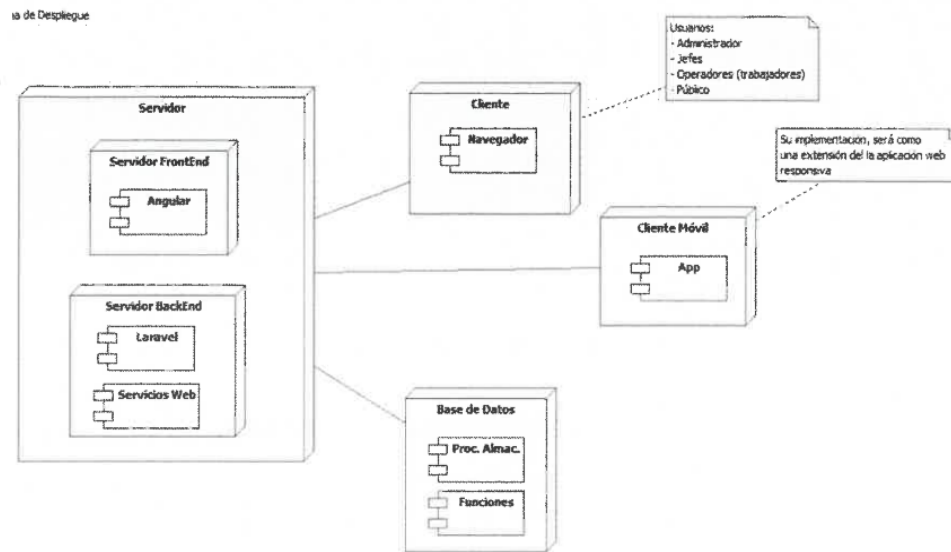 de Despliegue
Servidor
Servidor FrontEnd
Angular
Servidor BackEnd
Laravel
Servicios Web
Cliente
Navegador
Usuarios:
- Administrador
- Jefes
- Operadores (trabajadores)
- Público
Su implementación, será como
una extensión del la aplicación web
responsiva
Cliente Móvil
App
Base de Datos
Proc. Almac.
Funciones